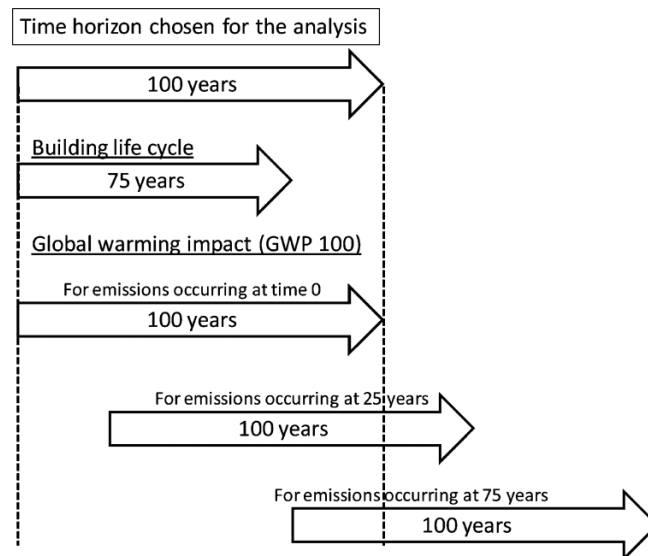 Time horizon chosen for the analysis
100 years
Building life cycle
75 years
Global warming impact (GWP 100)
For emissions occurring at time 0
100 years
For emissions occurring at 25 years
100 years
For emissions occurring at 75 years
100 years